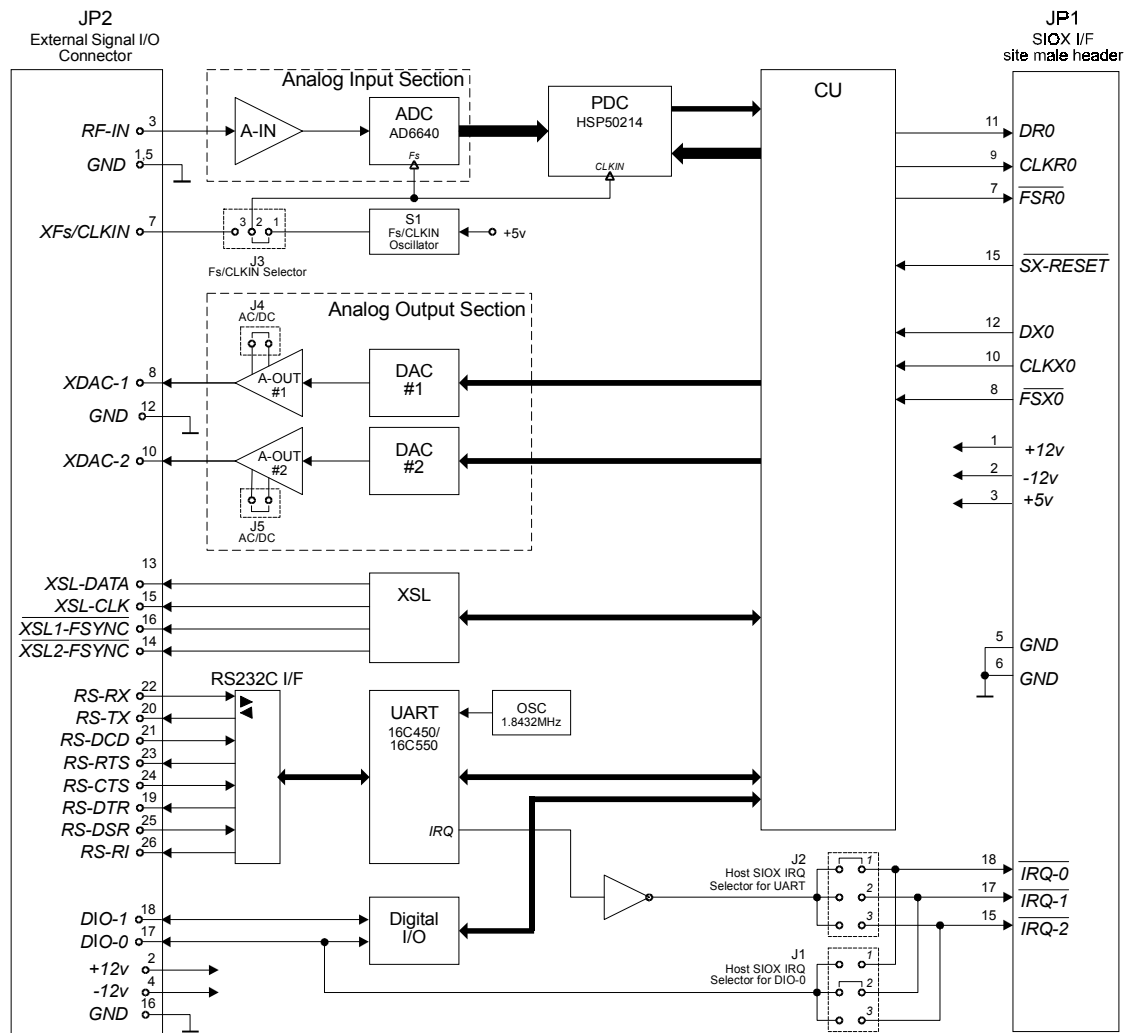 JP2
External Signal I/O
Connector
JP1
SIOX I/F
site male header
Analog Input Section
A-IN
ADC
AD6640
Fs
PDC
HSP50214
CLKIN
CU
RF-IN 3
GND 1,5
XFs/CLKIN 7
3 2 1
J3
Fs/CLKIN Selector
S1
Fs/CLKIN
Oscillator
+5v
11 DR0
9 CLKR0
7 FSR0
15 SX-RESET
12 DX0
10 CLKX0
8 FSX0
1 +12v
2 -12v
3 +5v
5 GND
6 GND
Analog Output Section
J4
AC/DC
A-OUT
#1
DAC
#1
XDAC-1 8
GND 12
XDAC-2 10
A-OUT
#2
DAC
#2
J5
AC/DC
XSL-DATA 13
XSL-CLK 15
XSL1-FSYNC 16
XSL2-FSYNC 14
XSL
RS232C I/F
RS-RX 22
RS-TX 20
RS-DCD 21
RS-RTS 23
RS-CTS 24
RS-DTR 19
RS-DSR 25
RS-RI 26
UART
16C450/
16C550
IRQ
OSC
1.8432MHz
J2
Host SIOX IRQ
Selector for UART
1
2
3
18 IRQ-0
17 IRQ-1
15 IRQ-2
DIO-1 18
DIO-0 17
+12v 2
-12v 4
GND 16
Digital
I/O
J1
Host SIOX IRQ
Selector for DIO-0
1
2
3